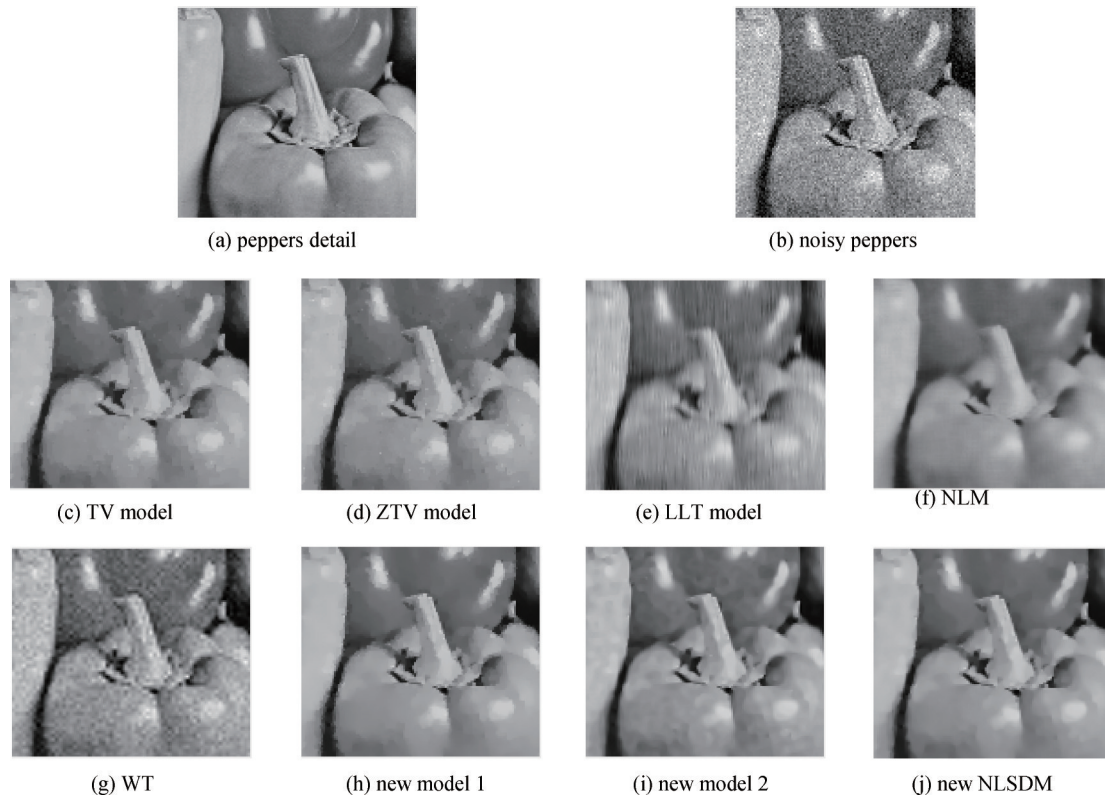 (a) peppers detail
(b) noisy peppers
(c) TV model
(d) ZTV model
(e) LLT model
(f) NLM
(g) WT
(h) new model 1
(i) new model 2
(j) new NLSDM